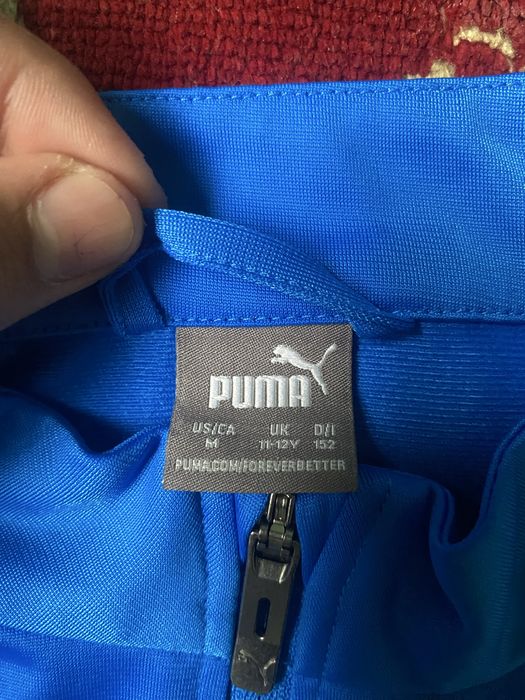 PUMA
US/CA UK D/I
M 11-12Y 152
PUMA.COM/FOREVERBETTER